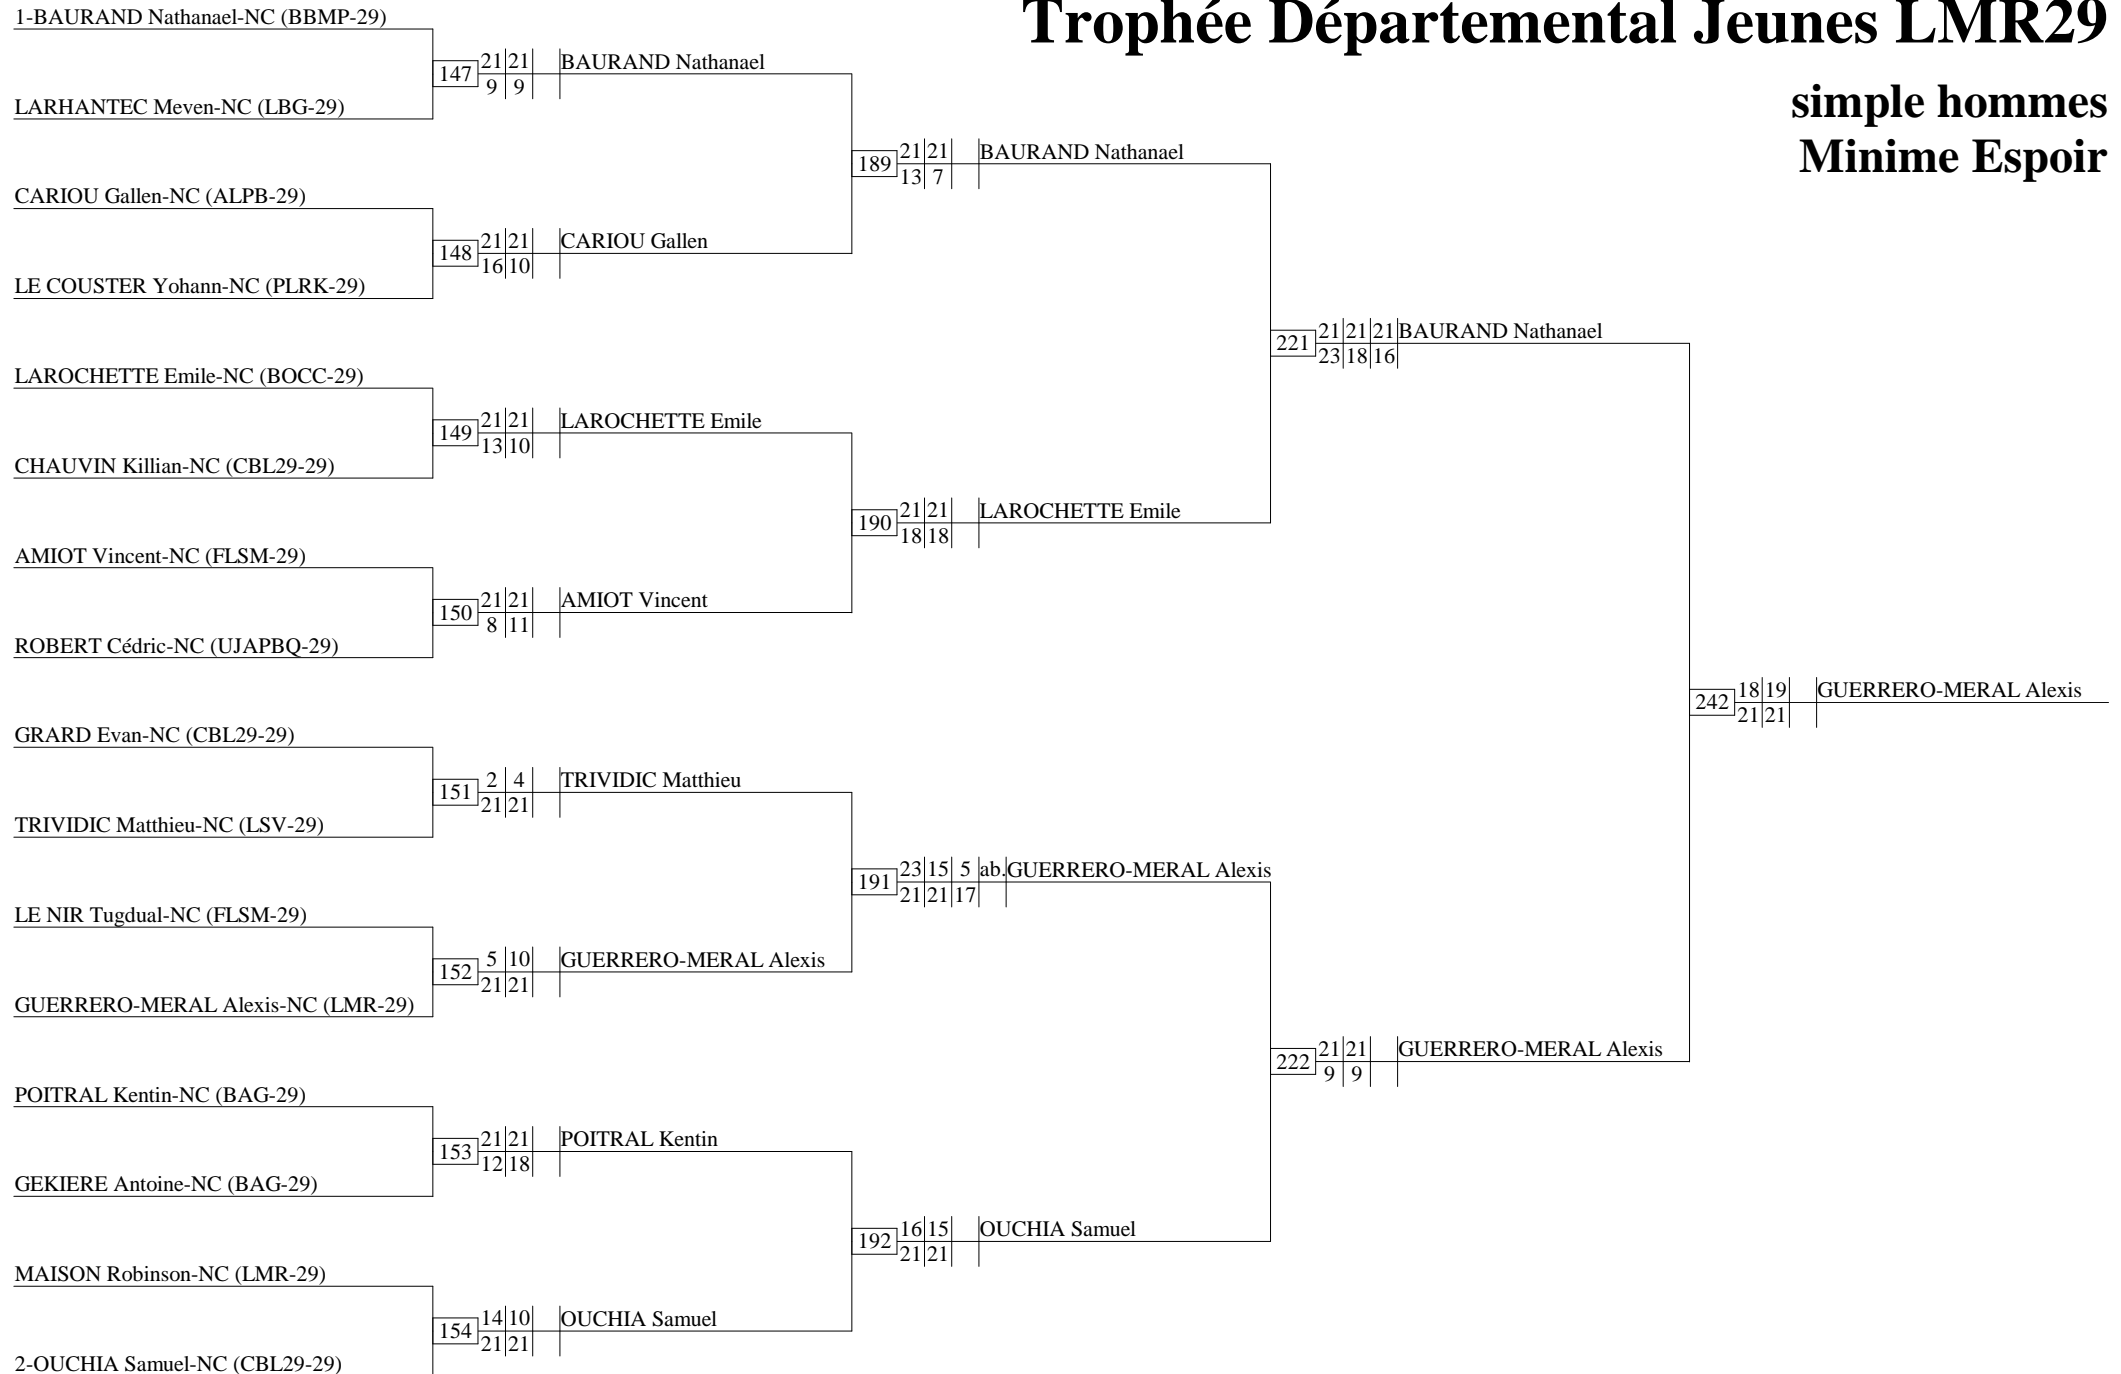 Trophée Départemental Jeunes LMR29
simple hommes
Minime Espoir
1-BAURAND Nathanael-NC (BBMP-29)
147 21 21 BAURAND Nathanael
9 9
LARHANTEC Meven-NC (LBG-29)
189 21 21 BAURAND Nathanael
13 7
CARIOU Gallen-NC (ALPB-29)
148 21 21 CARIOU Gallen
16 10
LE COUSTER Yohann-NC (PLRK-29)
221 21 21 21 BAURAND Nathanael
23 18 16
LAROCHETTE Emile-NC (BOCC-29)
149 21 21 LAROCHETTE Emile
13 10
CHAUVIN Killian-NC (CBL29-29)
190 21 21 LAROCHETTE Emile
18 18
AMIOT Vincent-NC (FLSM-29)
150 21 21 AMIOT Vincent
8 11
ROBERT Cédric-NC (UJAPBQ-29)
242 18 19 GUERRERO-MERAL Alexis
21 21
GRARD Evan-NC (CBL29-29)
151 2 4 TRIVIDIC Matthieu
21 21
TRIVIDIC Matthieu-NC (LSV-29)
191 23 15 5 ab. GUERRERO-MERAL Alexis
21 21 17
LE NIR Tugdual-NC (FLSM-29)
152 5 10 GUERRERO-MERAL Alexis
21 21
GUERRERO-MERAL Alexis-NC (LMR-29)
222 21 21 GUERRERO-MERAL Alexis
9 9
POITRAL Kentin-NC (BAG-29)
153 21 21 POITRAL Kentin
12 18
GEKIERE Antoine-NC (BAG-29)
192 16 15 OUCHIA Samuel
21 21
MAISON Robinson-NC (LMR-29)
154 14 10 OUCHIA Samuel
21 21
2-OUCHIA Samuel-NC (CBL29-29)